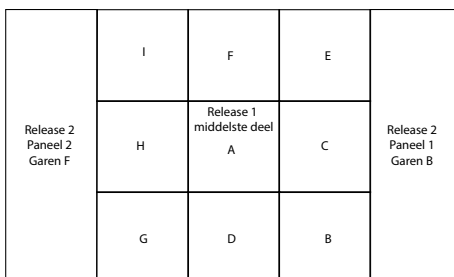 I
F
E
Release 2
Paneel 2
Garen F
H
Release 1
middelste deel
A
C
Release 2
Paneel 1
Garen B
G
D
B